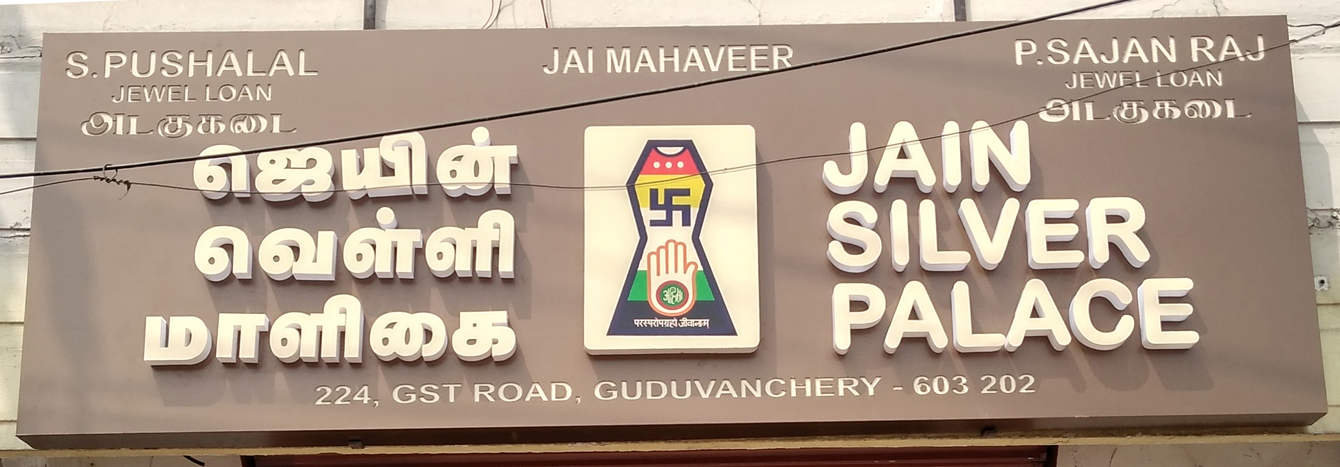 S.PUSHALAL
JEWEL LOAN
அடகுகடை
JAI MAHAVEER
P.SAJAN RAJ
JEWEL LOAN
அடகுகடை
ஜெயின்
வெள்ளி
மாளிகை
अहिंसा
परस्परोपग्रहो जीवानाम्
JAIN
SILVER
PALACE
224, GST ROAD, GUDUVANCHERY - 603 202